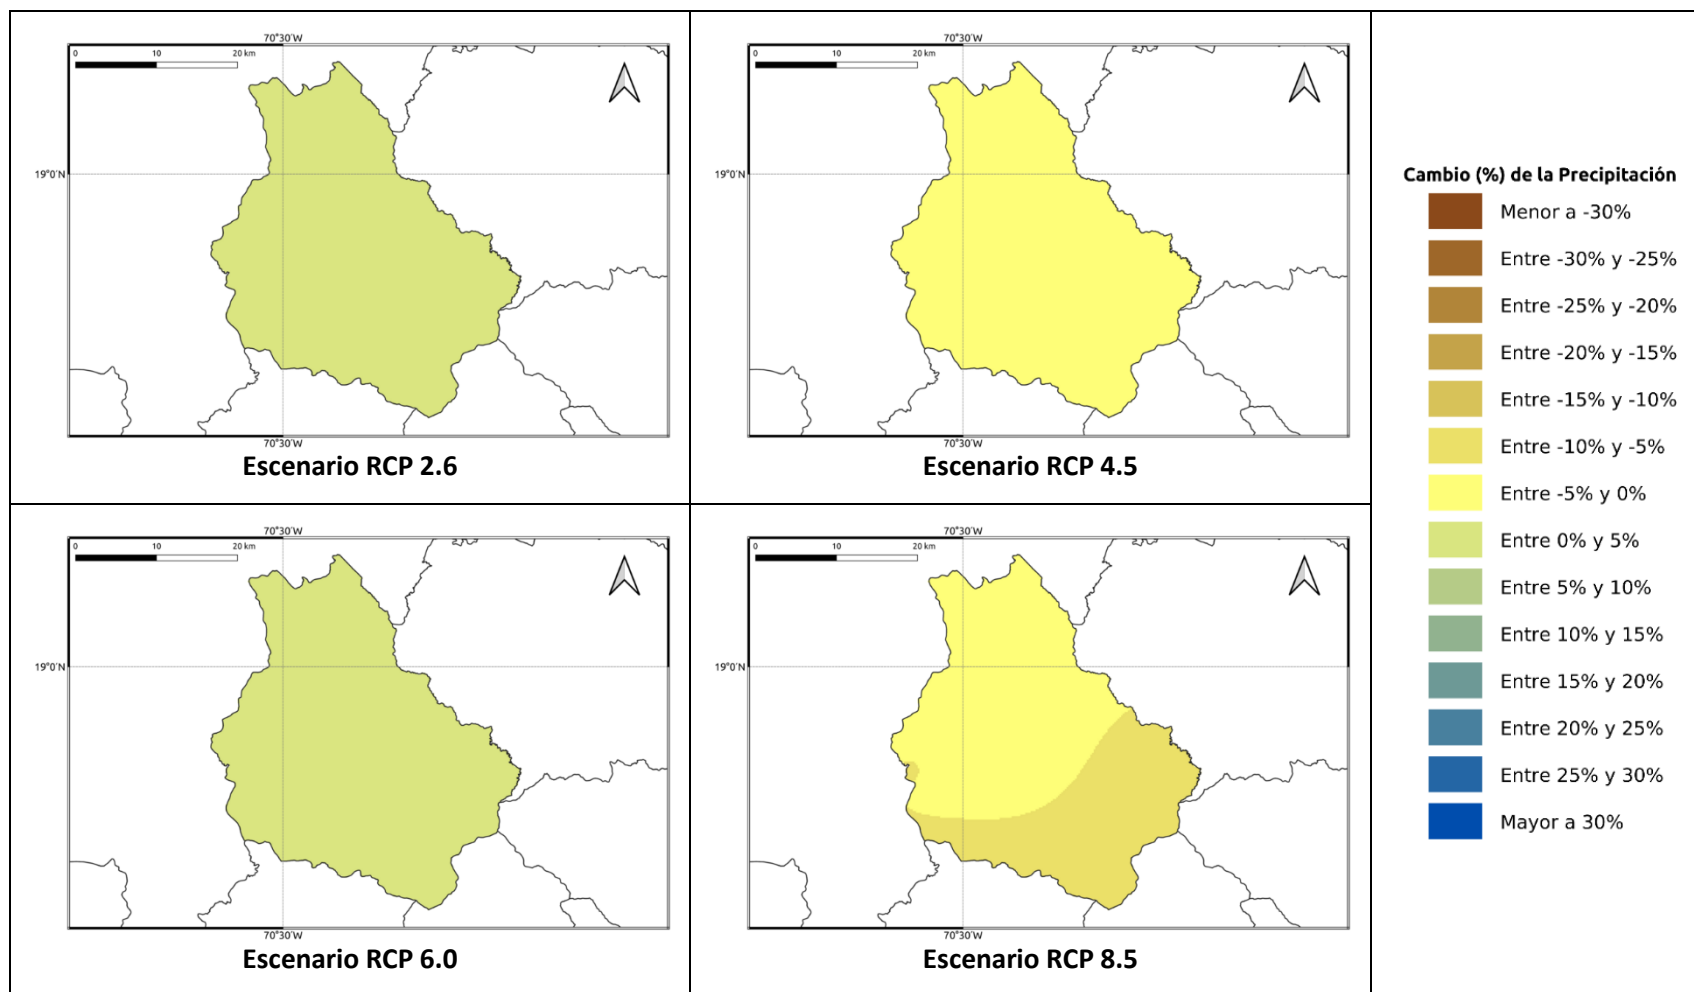 70°30'W
0 10 20 km
19°0'N
70°30'W
Escenario RCP 2.6
70°30'W
0 10 20 km
70°30'W
Escenario RCP 4.5
70°30'W
0 10 20 km
19°0'N
70°30'W
Escenario RCP 6.0
70°30'W
0 10 20 km
70°30'W
Escenario RCP 8.5
Cambio (%) de la Precipitación
Menor a -30%
Entre -30% y -25%
Entre -25% y -20%
Entre -20% y -15%
Entre -15% y -10%
Entre -10% y -5%
Entre -5% y 0%
Entre 0% y 5%
Entre 5% y 10%
Entre 10% y 15%
Entre 15% y 20%
Entre 20% y 25%
Entre 25% y 30%
Mayor a 30%